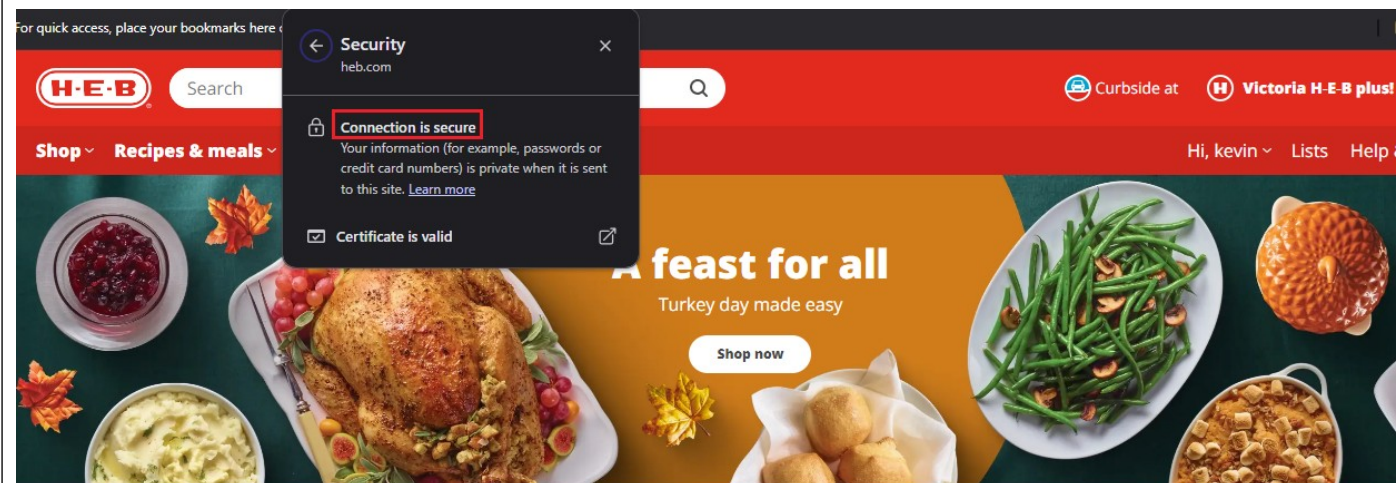 For quick access, place your bookmarks here
Security
heb.com
H-E-B
Search
Curbside at
H
Victoria H-E-B plus!
Connection is secure
Your information (for example, passwords or
credit card numbers) is private when it is sent
to this site. Learn more
Shop
Recipes & meals
Hi, kevin
Lists
Help
Certificate is valid
A feast for all
Turkey day made easy
Shop now